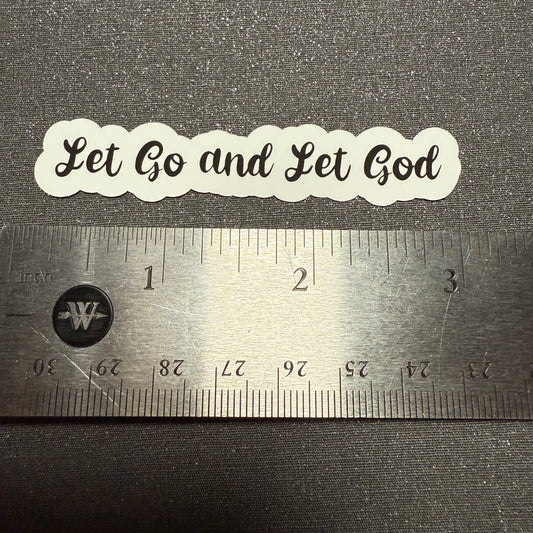 Let Go and Let God
inch
1 2 3
W
30 29 28 27 26 25 24 23